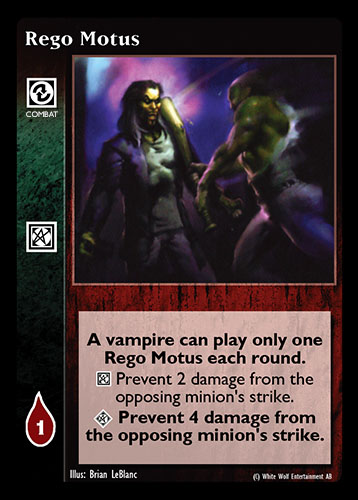 Rego Motus
COMBAT
A vampire can play only one
Rego Motus each round.
Prevent 2 damage from the
opposing minion's strike.
Prevent 4 damage from
the opposing minion's strike.
1
Illus: Brian LeBlanc
(C) White Wolf Entertainment AB